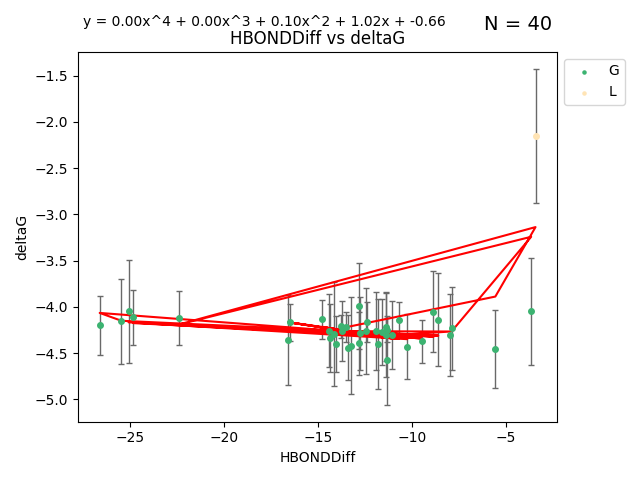 y = 0.00x^4 + 0.00x^3 + 0.10x^2 + 1.02x + -0.66
N = 40
HBONDDiff vs deltaG
G
L
−1.5
−2.0
−2.5
−3.0
−3.5
−4.0
−4.5
−5.0
deltaG
−25
−20
−15
−10
−5
HBONDDiff